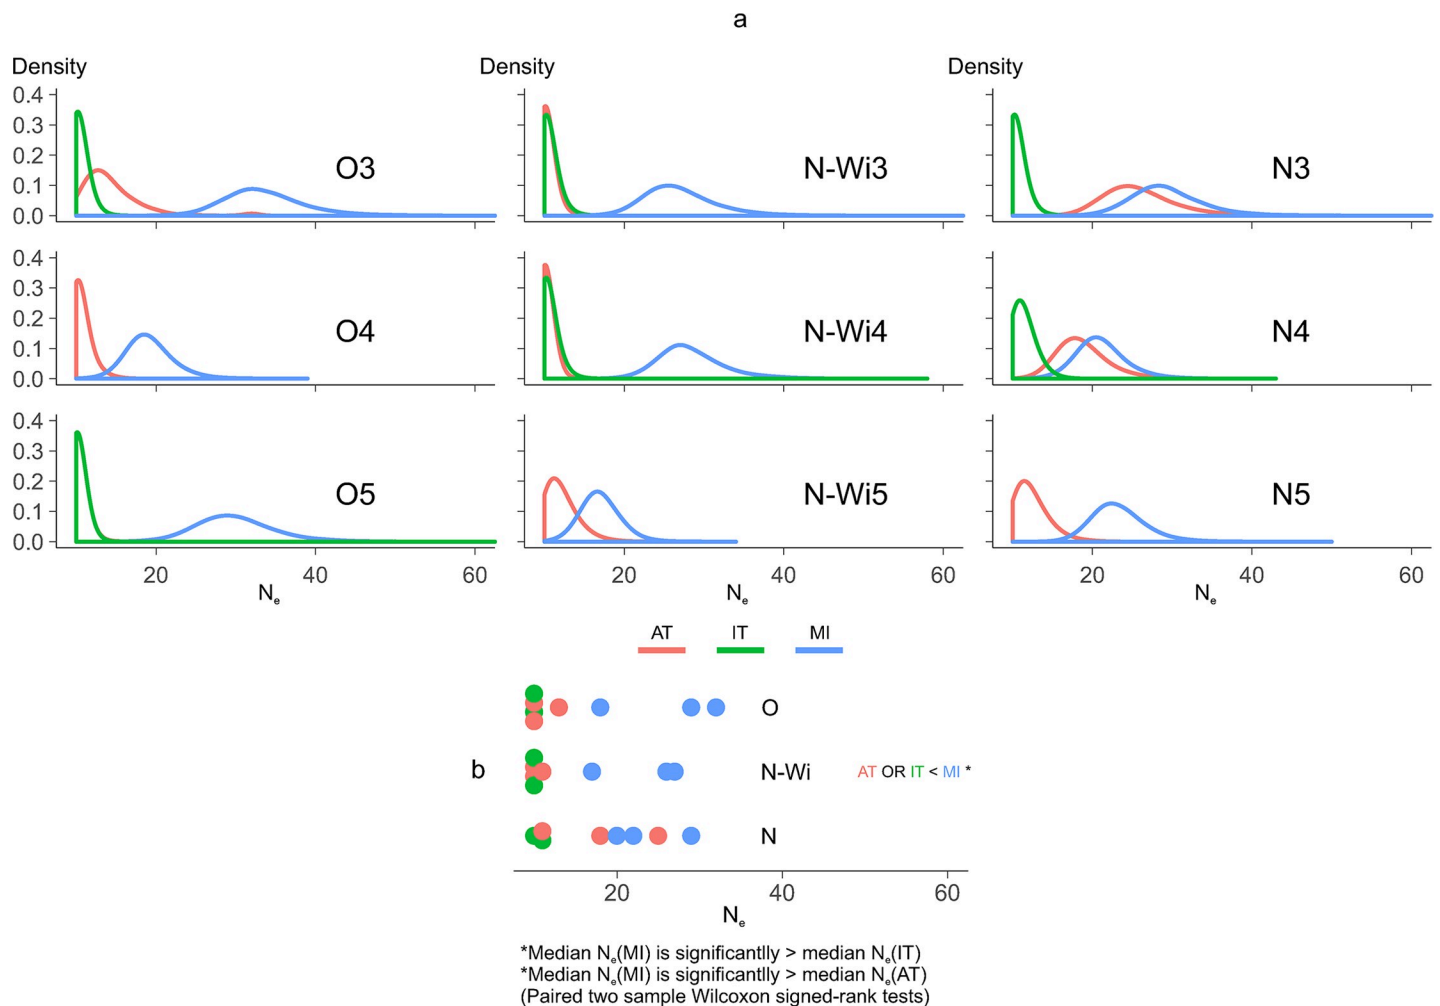 a
Density Density Density
0.4
0.3
0.2
0.1
0.0
O3 N-Wi3 N3
0.4
0.3
0.2
0.1
0.0
O4 N-Wi4 N4
0.4
0.3
0.2
0.1
0.0
O5 N-Wi5 N5
20 40 60 20 40 60 20 40 60
Ne Ne Ne
AT IT MI
O
b N-Wi AT OR IT < MI *
N
20 40 60
Ne
*Median Ne(MI) is significantlly > median Ne(IT)
*Median Ne(MI) is significantlly > median Ne(AT)
(Paired two sample Wilcoxon signed-rank tests)